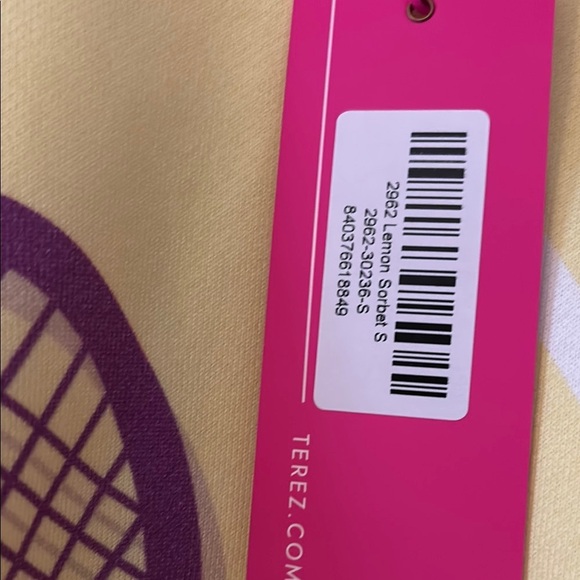 2962 Lemon Sorbet S
2962-30236-S
840376618849
TEREZ.COM